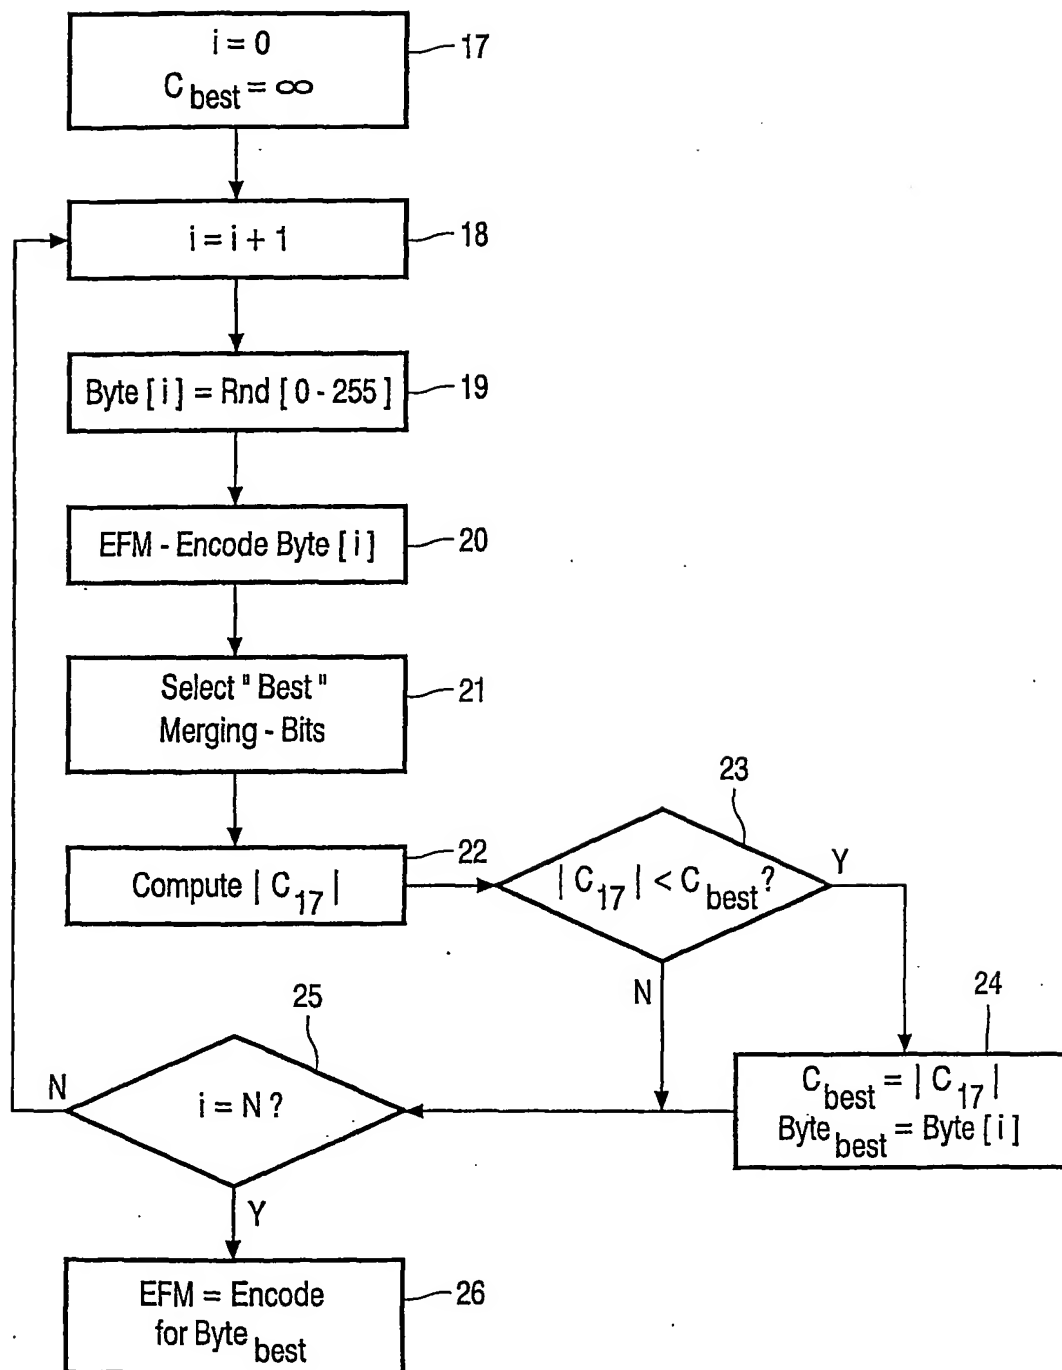 i = 0
C best = ∞
17
i = i + 1
18
Byte [ i ] = Rnd [ 0 - 255 ]
19
EFM - Encode Byte [ i ]
20
Select " Best "
Merging - Bits
21
Compute | C 17 |
22
23
| C 17 | < C best ?
Y
N
24
C best = | C 17 |
Byte best = Byte [ i ]
25
i = N ?
N
Y
EFM = Encode
for Byte best
26